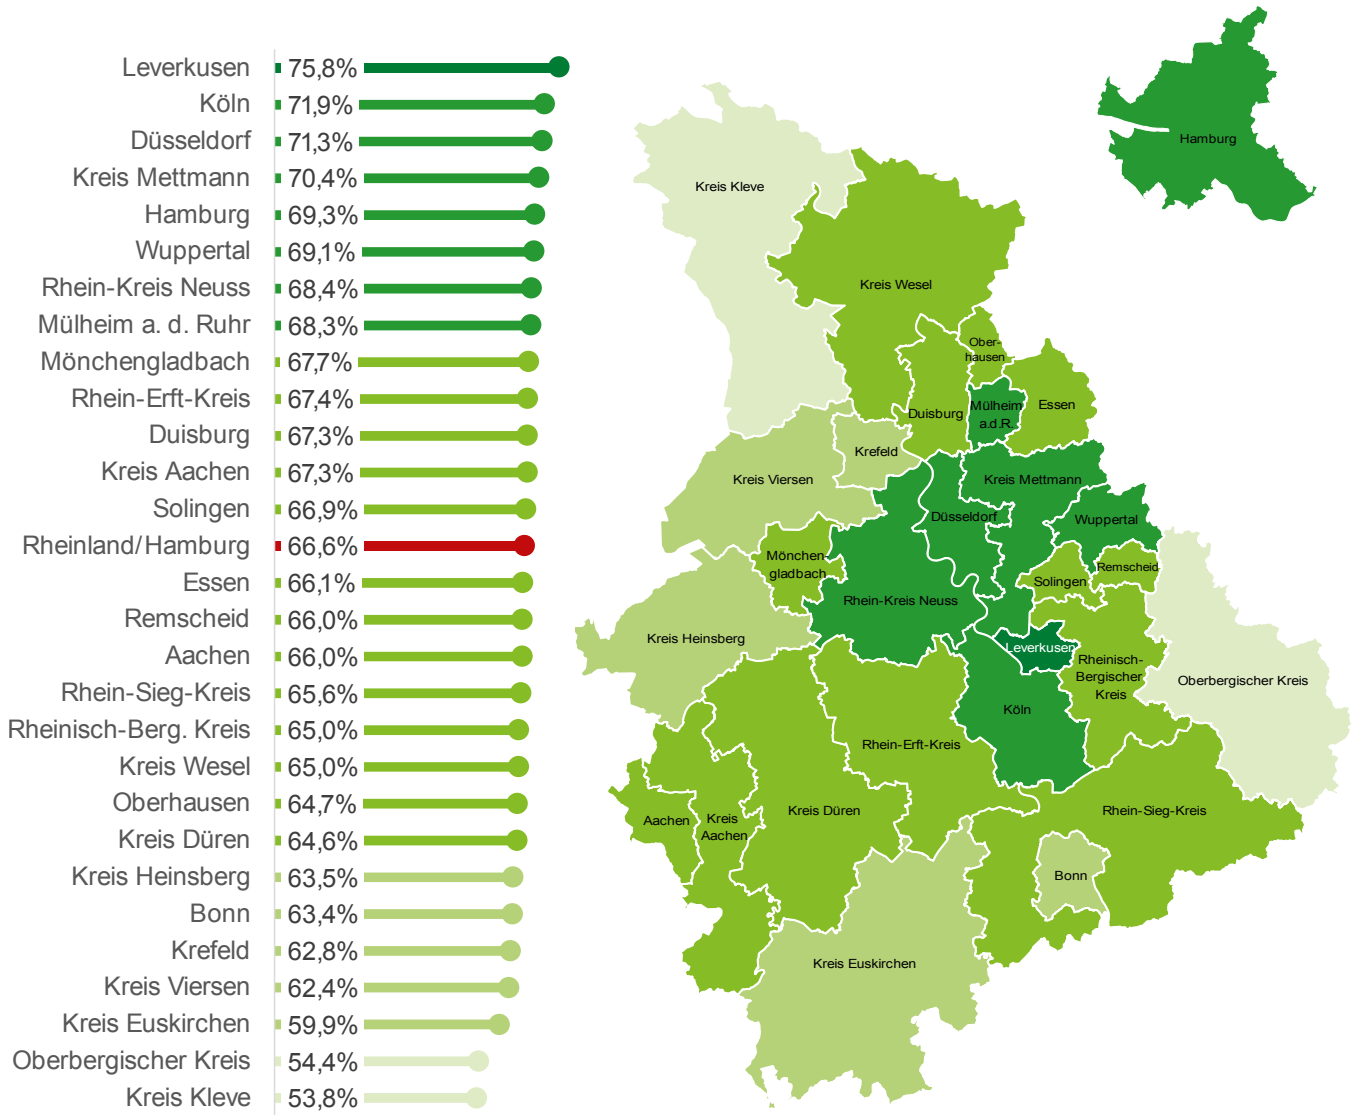 Leverkusen 75,8%
Köln 71,9%
Düsseldorf 71,3%
Kreis Mettmann 70,4%
Hamburg 69,3%
Wuppertal 69,1%
Rhein-Kreis Neuss 68,4%
Mülheim a. d. Ruhr 68,3%
Mönchengladbach 67,7%
Rhein-Erft-Kreis 67,4%
Duisburg 67,3%
Kreis Aachen 67,3%
Solingen 66,9%
Rheinland/Hamburg 66,6%
Essen 66,1%
Remscheid 66,0%
Aachen 66,0%
Rhein-Sieg-Kreis 65,6%
Rheinisch-Berg. Kreis 65,0%
Kreis Wesel 65,0%
Oberhausen 64,7%
Kreis Düren 64,6%
Kreis Heinsberg 63,5%
Bonn 63,4%
Krefeld 62,8%
Kreis Viersen 62,4%
Kreis Euskirchen 59,9%
Oberbergischer Kreis 54,4%
Kreis Kleve 53,8%
Hamburg
Kreis Kleve
Kreis Wesel
Ober-
hausen
Duisburg
Mülheim
a.d.R.
Essen
Krefeld
Kreis Viersen
Kreis Mettmann
Düsseldorf
Wuppertal
Mönchen-
gladbach
Solingen
Remscheid
Rhein-Kreis Neuss
Kreis Heinsberg
Leverkusen
Rheinisch-
Bergischer
Kreis
Oberbergischer Kreis
Köln
Rhein-Erft-Kreis
Aachen
Kreis
Aachen
Kreis Düren
Rhein-Sieg-Kreis
Bonn
Kreis Euskirchen